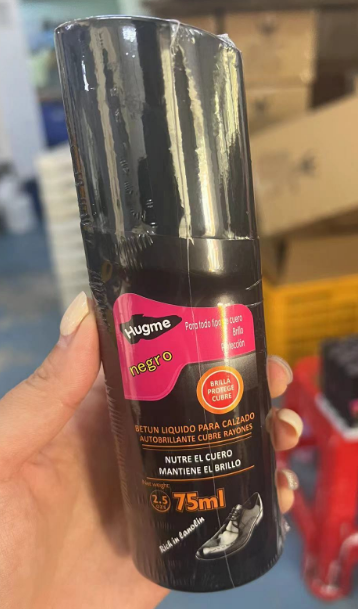 Hugme
negro
Para todo tipo de cuero
Brillo
Protección
BRILLA
PROTEGE
CUBRE
BETUN LIQUIDO PARA CALZADO
AUTOBRILLANTE CUBRE RAYONES
NUTRE EL CUERO
MANTIENE EL BRILLO
Net weight:
2.5
75ml
Rich in lanolin